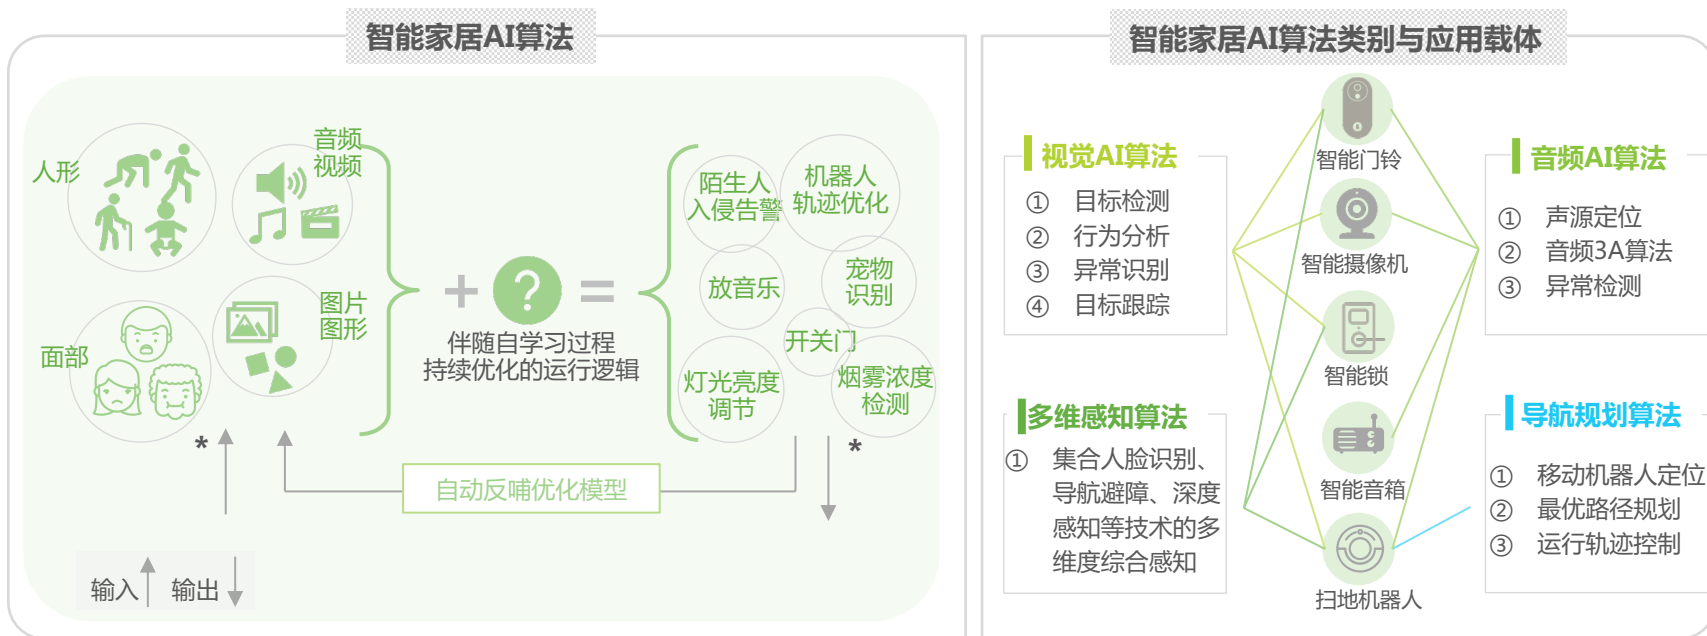 智能家居AI算法
人形
音频
视频
面部
图片
图形
*
+
?
=
伴随自学习过程
持续优化的运行逻辑
陌生人
入侵告警
机器人
轨迹优化
放音乐
宠物
识别
开关门
灯光亮度
调节
烟雾浓度
检测
*
自动反哺优化模型
输入
输出
智能家居AI算法类别与应用载体
视觉AI算法
① 目标检测
② 行为分析
③ 异常识别
④ 目标跟踪
多维感知算法
① 集合人脸识别、
导航避障、深度
感知等技术的多
维度综合感知
智能门铃
智能摄像机
智能锁
智能音箱
扫地机器人
音频AI算法
① 声源定位
② 音频3A算法
③ 异常检测
导航规划算法
① 移动机器人定位
② 最优路径规划
③ 运行轨迹控制